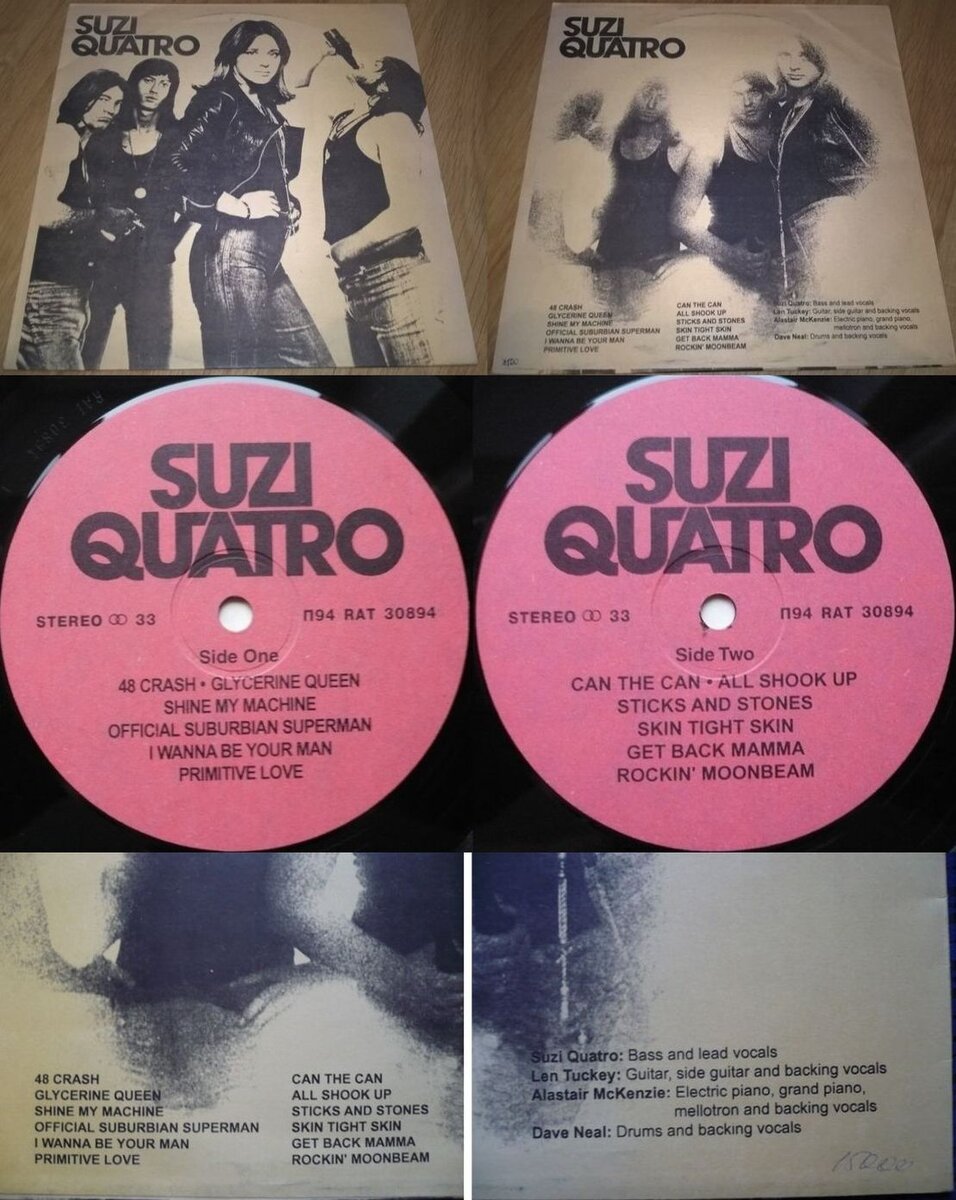 SUZI
QUATRO
SUZI
QUATRO
48 CRASH
GLYCERINE QUEEN
SHINE MY MACHINE
OFFICIAL SUBURBIAN SUPERMAN
I WANNA BE YOUR MAN
PRIMITIVE LOVE
CAN THE CAN
ALL SHOOK UP
STICKS AND STONES
SKIN TIGHT SKIN
GET BACK MAMMA
ROCKIN' MOONBEAM
Suzi Quatro: Bass and lead vocals
Len Tuckey: Guitar, side guitar and backing vocals
Alastair McKenzie: Electric piano, grand piano,
mellotron and backing vocals
Dave Neal: Drums and backing vocals
SUZI
QUATRO
STEREO 33
П94 RAT 30894
Side One
48 CRASH • GLYCERINE QUEEN
SHINE MY MACHINE
OFFICIAL SUBURBIAN SUPERMAN
I WANNA BE YOUR MAN
PRIMITIVE LOVE
SUZI
QUATRO
STEREO 33
П94 RAT 30894
Side Two
CAN THE CAN • ALL SHOOK UP
STICKS AND STONES
SKIN TIGHT SKIN
GET BACK MAMMA
ROCKIN' MOONBEAM
48 CRASH
GLYCERINE QUEEN
SHINE MY MACHINE
OFFICIAL SUBURBIAN SUPERMAN
I WANNA BE YOUR MAN
PRIMITIVE LOVE
CAN THE CAN
ALL SHOOK UP
STICKS AND STONES
SKIN TIGHT SKIN
GET BACK MAMMA
ROCKIN' MOONBEAM
Suzi Quatro: Bass and lead vocals
Len Tuckey: Guitar, side guitar and backing vocals
Alastair McKenzie: Electric piano, grand piano,
mellotron and backing vocals
Dave Neal: Drums and backing vocals